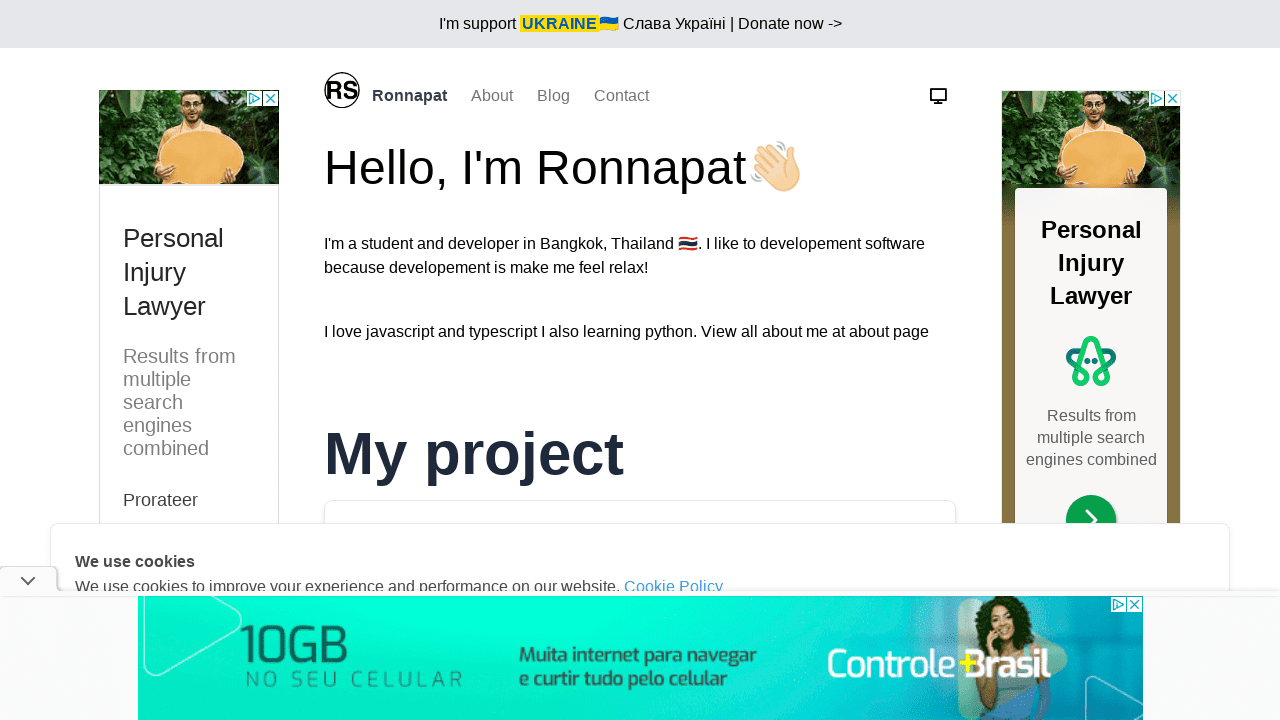 I'm support UKRAINE🇺🇦 Слава Україні | Donate now ->
RS
Ronnapat About Blog Contact
Hello, I'm Ronnapat👋🏻
I'm a student and developer in Bangkok, Thailand 🇹🇭. I like to developement software
because developement is make me feel relax!
I love javascript and typescript I also learning python. View all about me at about page
My project
Personal
Injury
Lawyer
Results from
multiple
search
engines
combined
Prorateer
Personal
Injury
Lawyer
Results from
multiple search
engines combined
We use cookies
We use cookies to improve your experience and performance on our website. Cookie Policy
10GB
NO SEU CELULAR
Muita internet para navegar
e curtir tudo pelo celular
Controle+Brasil